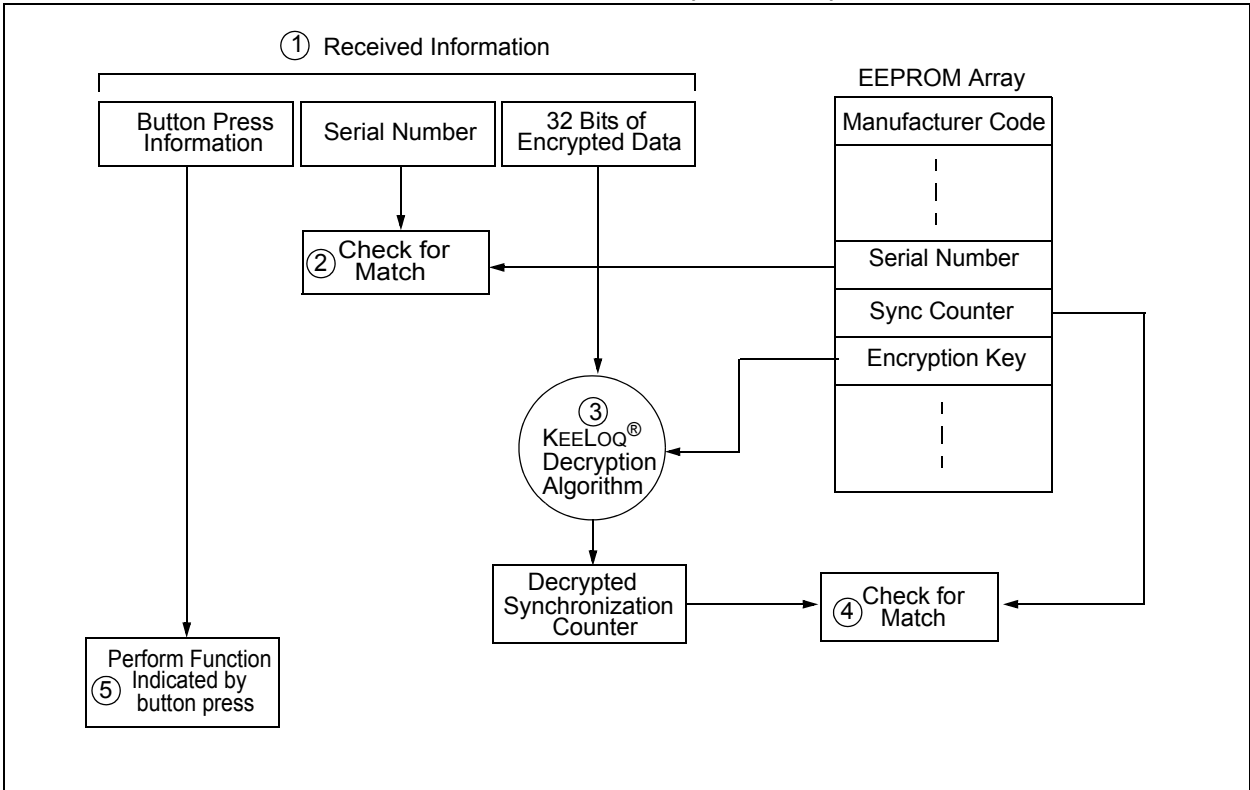 ① Received Information
EEPROM Array
Button Press
Information
Serial Number
32 Bits of
Encrypted Data
Manufacturer Code
② Check for
Match
Serial Number
Sync Counter
Encryption Key
③
KEELOQ®
Decryption
Algorithm
Decrypted
Synchronization
Counter
④ Check for
Match
Perform Function
⑤ Indicated by
button press